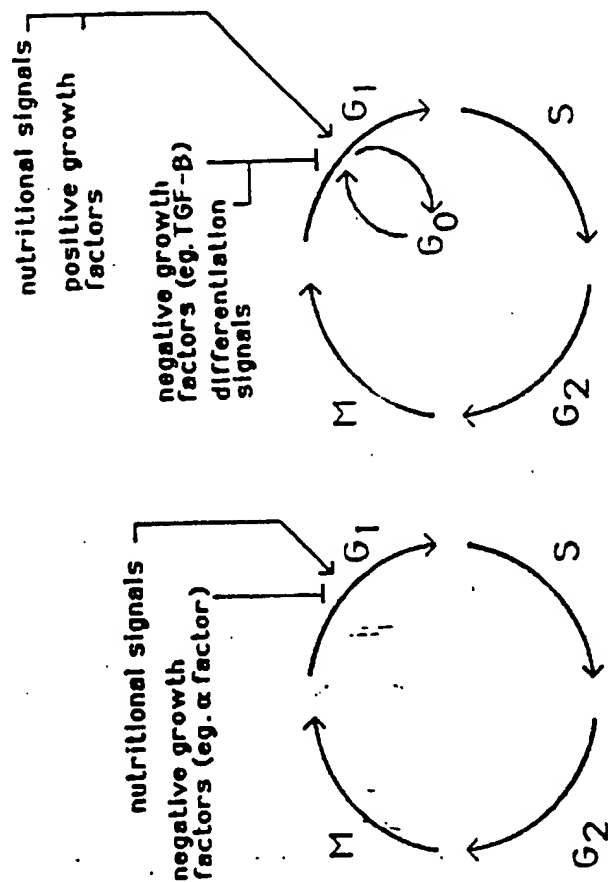 nutritional signals
negative growth
factors (eg. α factor)
G1
S
G2
M
nutritional signals
positive growth
factors
negative growth
factors (eg. TGF-B)
differentiation
signals
G1
S
G2
M
G0